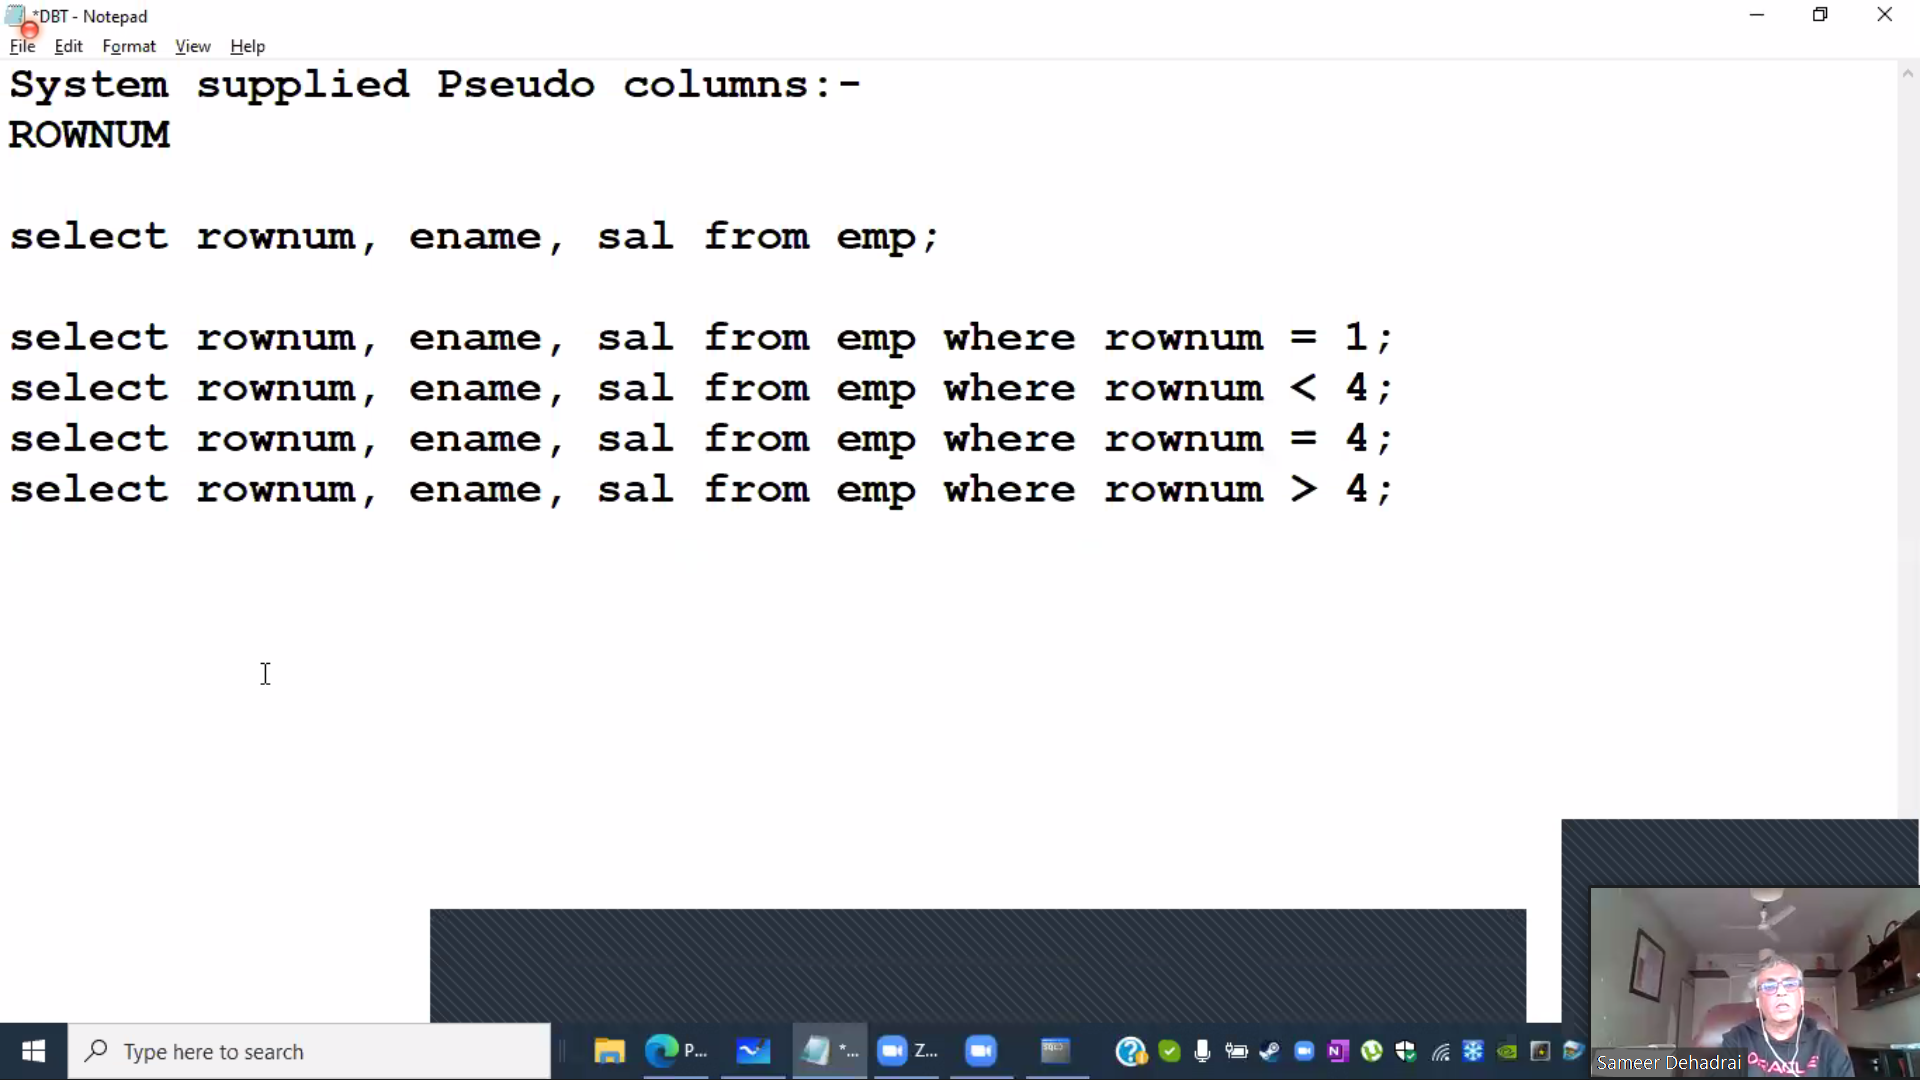 *DBT - Notepad
File Edit Format View Help
System supplied Pseudo columns:-
ROWNUM
select rownum, ename, sal from emp;
select rownum, ename, sal from emp where rownum = 1;
select rownum, ename, sal from emp where rownum < 4;
select rownum, ename, sal from emp where rownum = 4;
select rownum, ename, sal from emp where rownum > 4;
ORACLE
Type here to search
P...
*...
Z...
Sameer Dehadrai